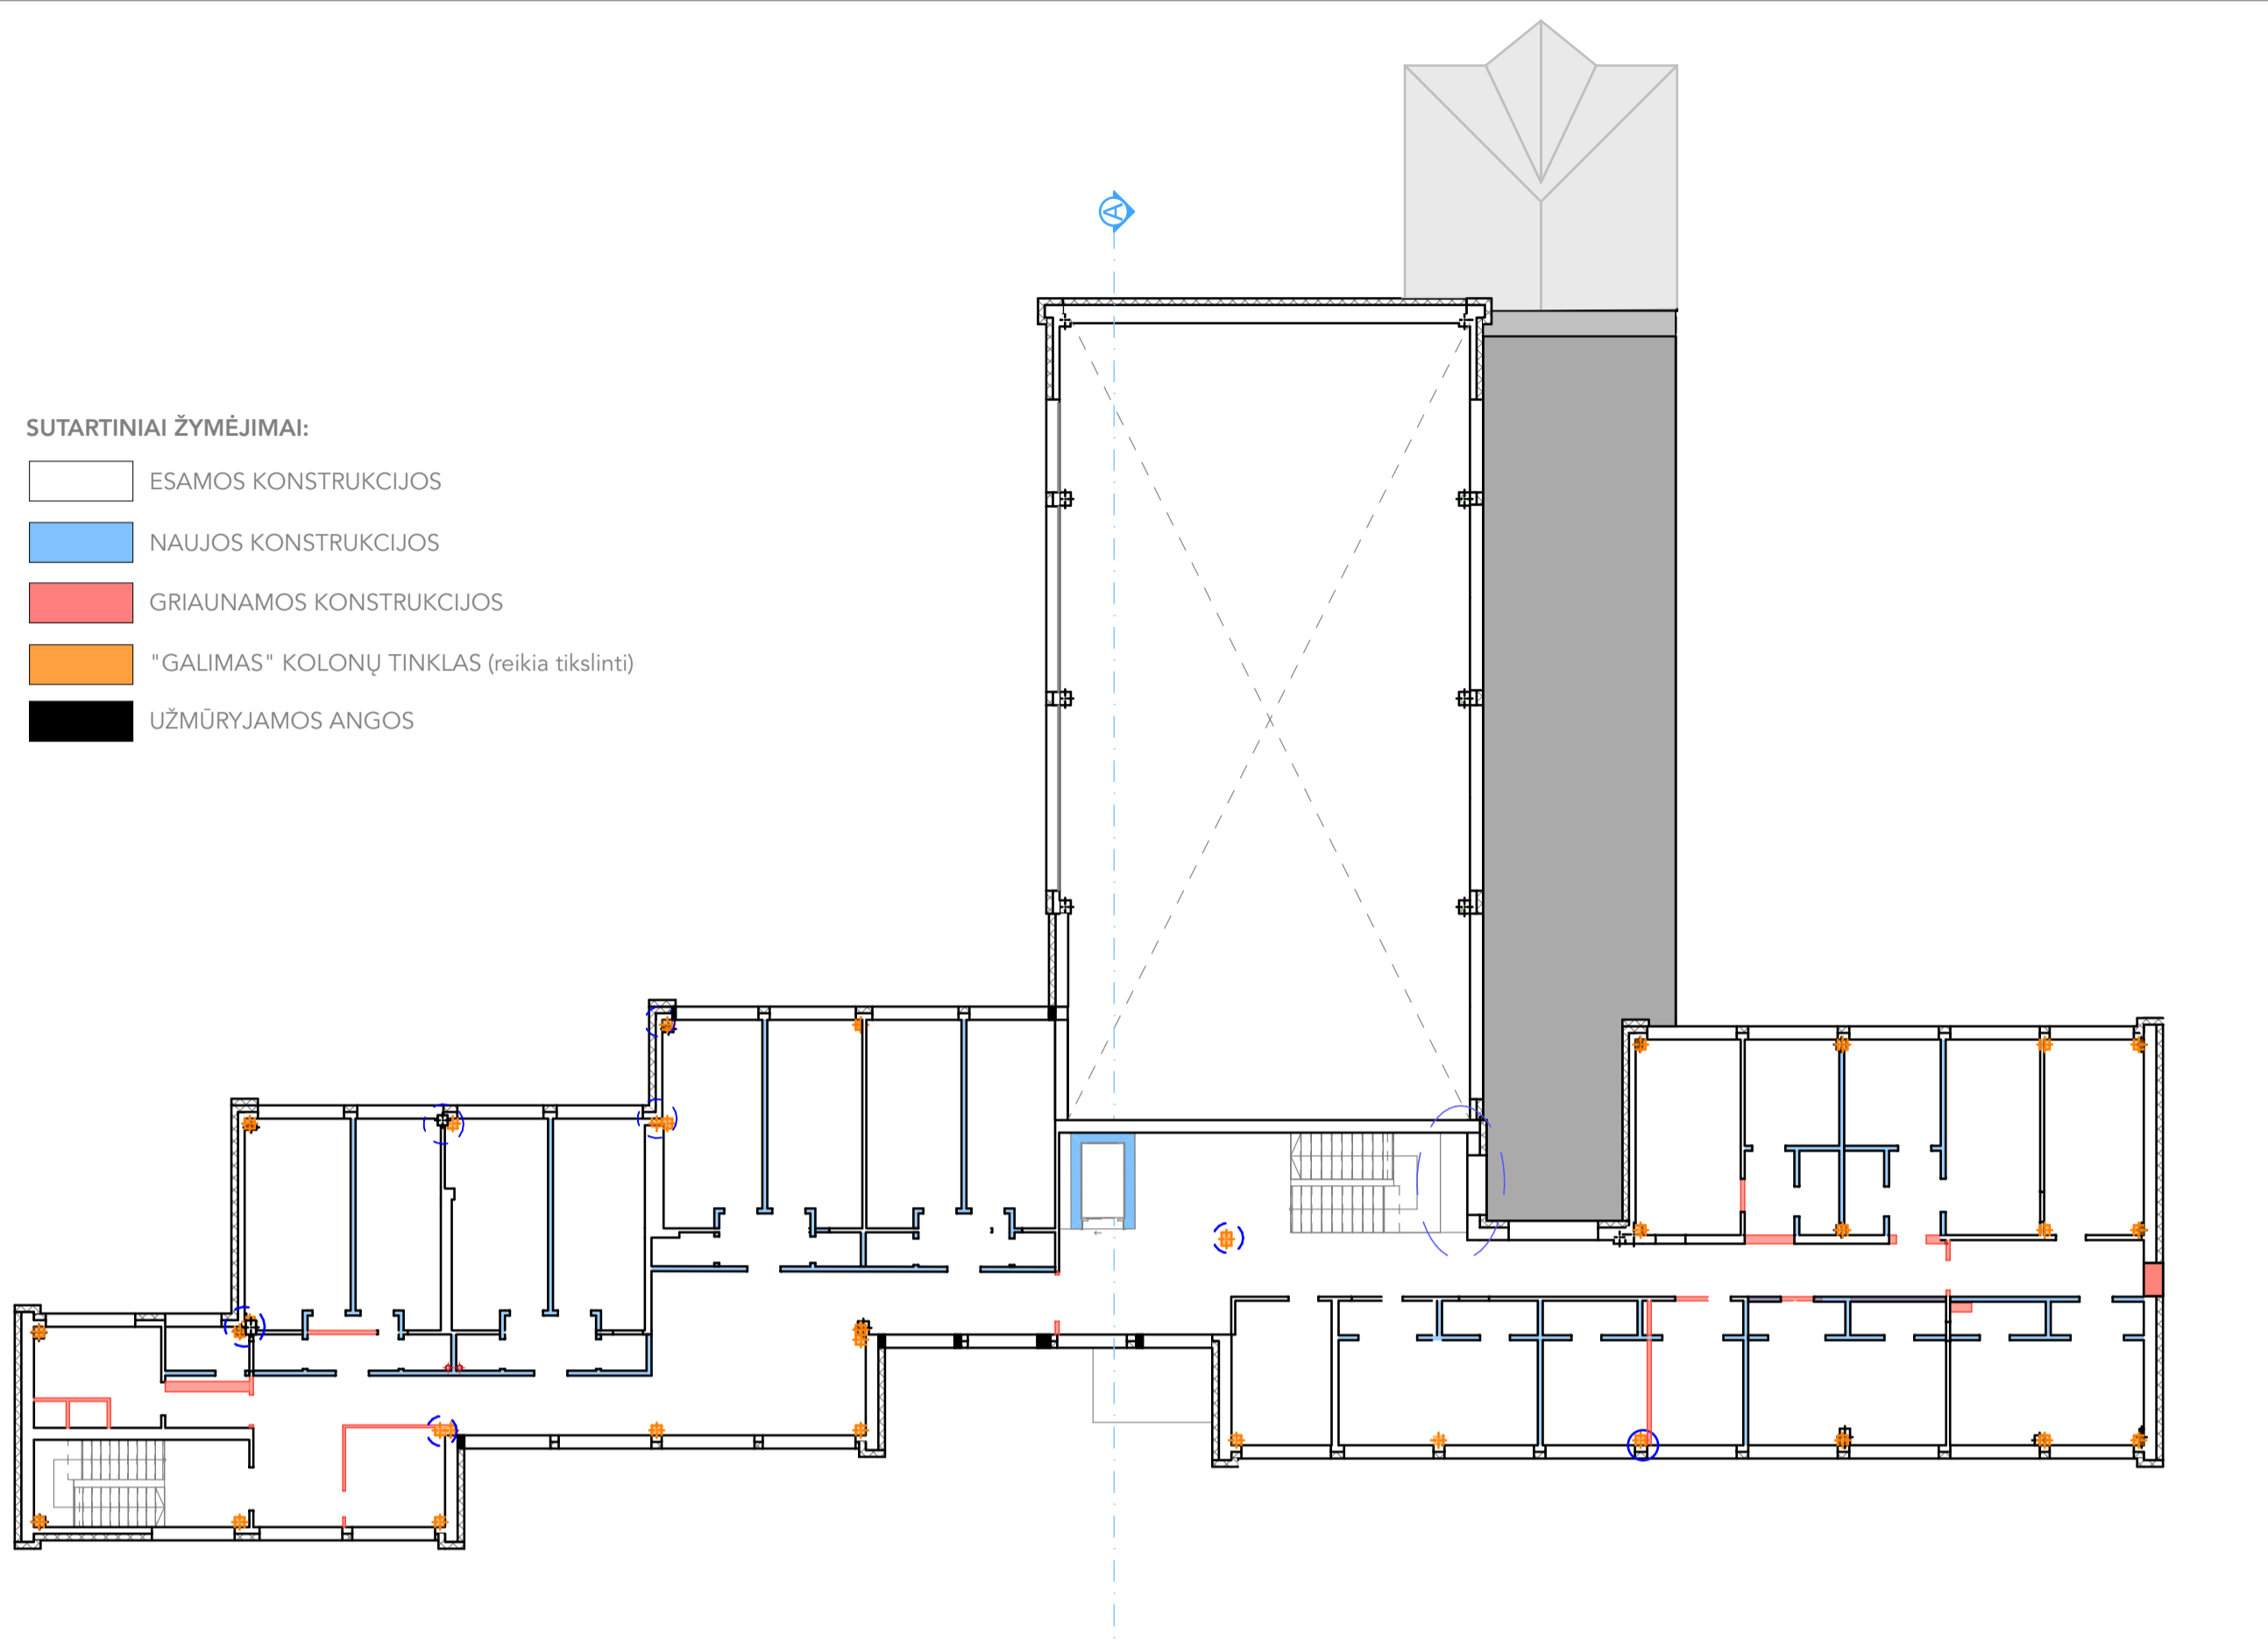 A
SUTARTINIAI ŽYMĖJIMAI:
ESAMOS KONSTRUKCIJOS
NAUJOS KONSTRUKCIJOS
GRIAUNAMOS KONSTRUKCIJOS
"GALIMAS" KOLONŲ TINKLAS (reikia tikslinti)
UŽMŪRYJAMOS ANGOS